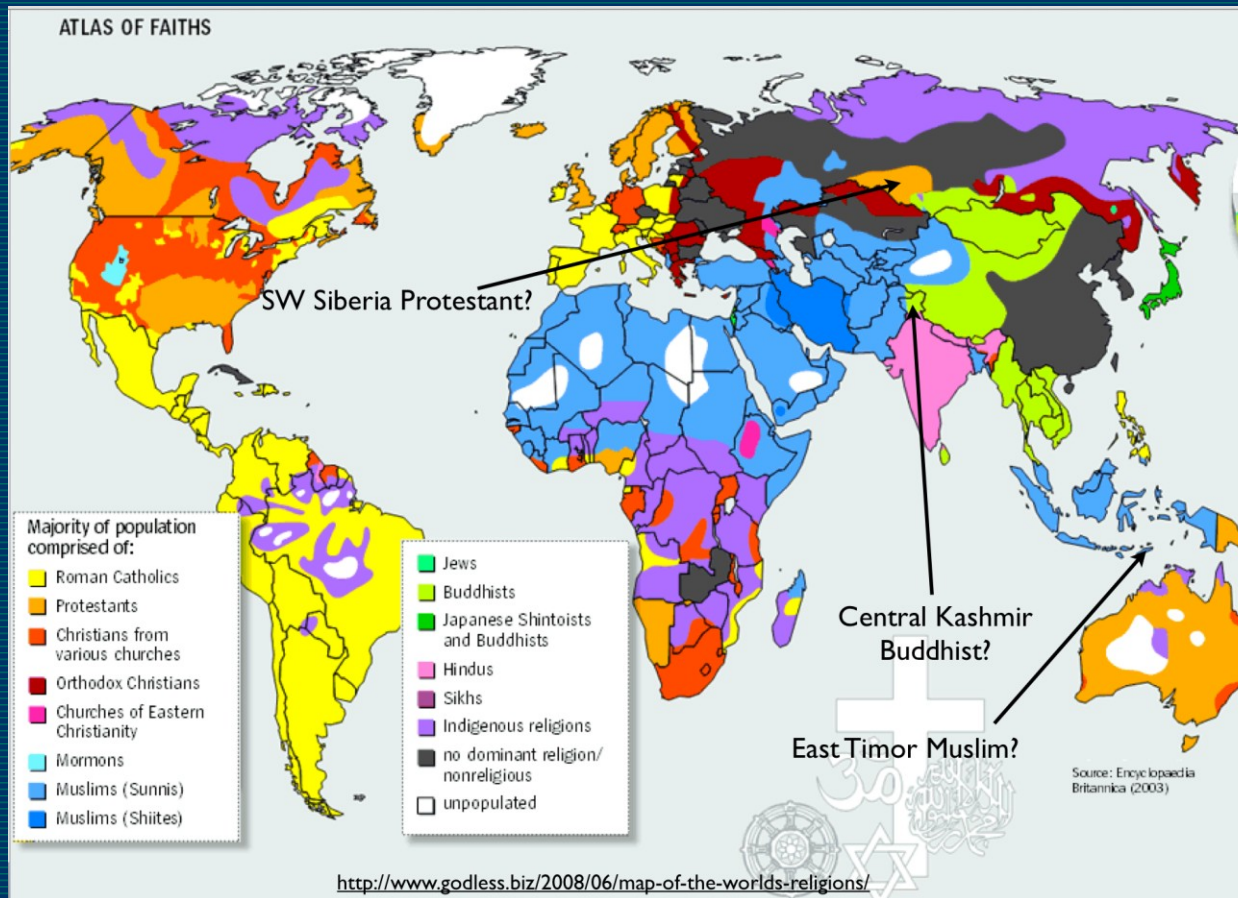 ATLAS OF FAITHS
SW Siberia Protestant?
Majority of population
comprised of:
Roman Catholics
Protestants
Christians from
various churches
Orthodox Christians
Churches of Eastern
Christianity
Mormons
Muslims (Sunnis)
Muslims (Shiites)
Jews
Buddhists
Japanese Shintoists
and Buddhists
Hindus
Sikhs
Indigenous religions
no dominant religion/
nonreligious
unpopulated
Central Kashmir
Buddhist?
East Timor Muslim?
Source: Encyclopaedia
Britannica (2003)
http://www.godless.biz/2008/06/map-of-the-worlds-religions/